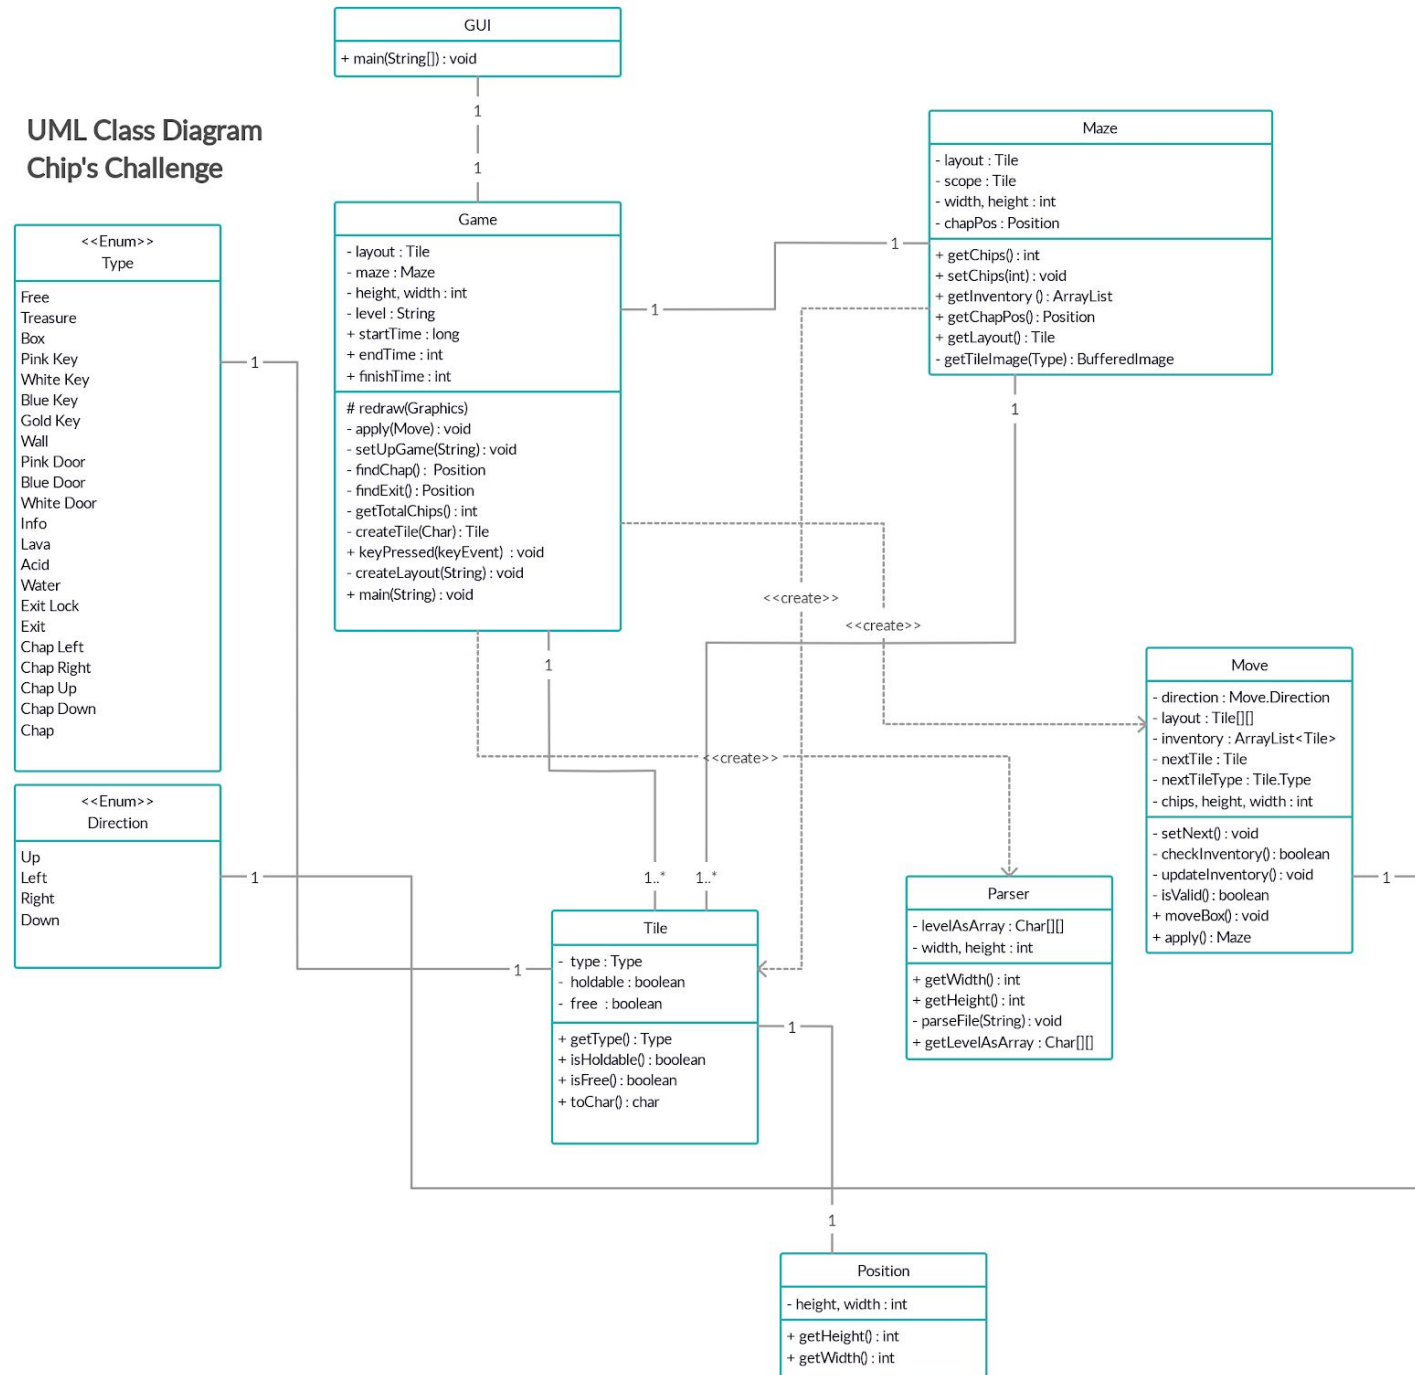 GUI
+ main(String[]) : void
1
1
UML Class Diagram
Chip's Challenge
<<Enum>>
Type
Free
Treasure
Box
Pink Key
White Key
Blue Key
Gold Key
Wall
Pink Door
Blue Door
White Door
Info
Lava
Acid
Water
Exit Lock
Exit
Chap Left
Chap Right
Chap Up
Chap Down
Chap
1
<<Enum>>
Direction
Up
Left
Right
Down
1
Game
- layout : Tile
- maze : Maze
- height, width : int
- level : String
+ startTime : long
+ endTime : int
+ finishTime : int
# redraw(Graphics)
- apply(Move) : void
- setUpGame(String) : void
- findChap() : Position
- findExit() : Position
- getTotalChips() : int
- createTile(Char) : Tile
+ keyPressed(keyEvent) : void
- createLayout(String) : void
+ main(String) : void
1
1
1
Maze
- layout : Tile
- scope : Tile
- width, height : int
- chapPos : Position
+ getChips() : int
+ setChips(int) : void
+ getInventory () : ArrayList
+ getChapPos() : Position
+ getLayout() : Tile
- getTileImage(Type) : BufferedImage
1
<<create>>
<<create>>
<<create>>
Move
- direction : Move.Direction
- layout : Tile[][]
- inventory : ArrayList<Tile>
- nextTile : Tile
- nextTileType : Tile.Type
- chips, height, width : int
- setNext() : void
- checkInventory() : boolean
- updateInventory() : void
- isValid() : boolean
+ moveBox() : void
+ apply() : Maze
1
Parser
- levelAsArray : Char[][]
- width, height : int
+ getWidth() : int
+ getHeight() : int
- parseFile(String) : void
+ getLevelAsArray : Char[][]
1..*
1..*
Tile
- type : Type
- holdable : boolean
- free : boolean
+ getType() : Type
+ isHoldable() : boolean
+ isFree() : boolean
+ toChar() : char
1
1
1
Position
- height, width : int
+ getHeight() : int
+ getWidth() : int